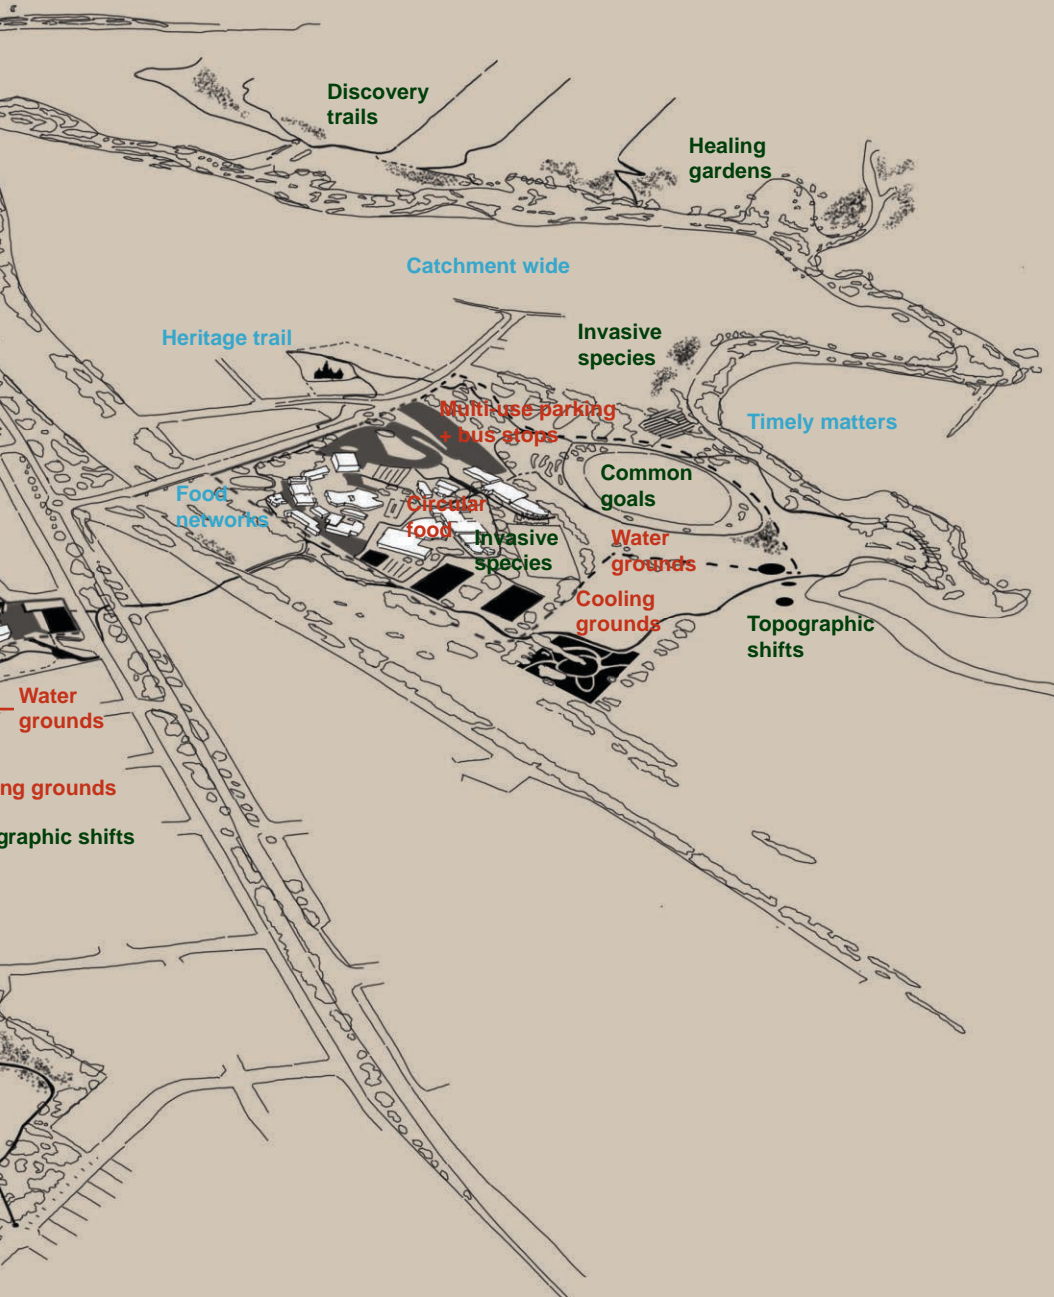 Discovery
trails
Healing
gardens
Catchment wide
Heritage trail
Invasive
species
Multi-use parking
+ bus stops
Timely matters
Common
goals
Food
networks
Circular
food
Invasive
species
Water
grounds
Cooling
grounds
Topographic
shifts
Water
grounds
ng grounds
graphic shifts